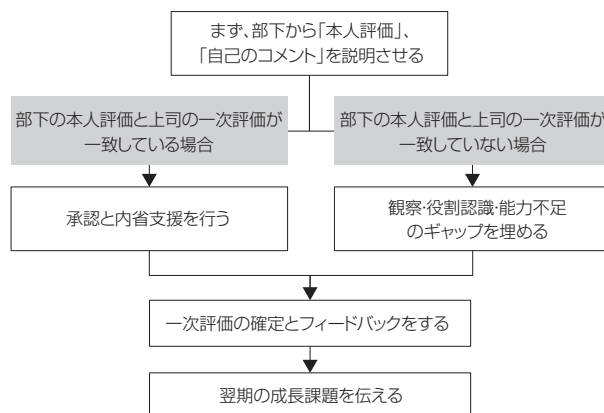 まず、部下から「本人評価」、
「自己のコメント」を説明させる
部下の本人評価と上司の一次評価が
一致している場合
部下の本人評価と上司の一次評価が
一致していない場合
承認と内省支援を行う
観察・役割認識・能力不足
のギャップを埋める
一次評価の確定とフィードバックをする
翌期の成長課題を伝える